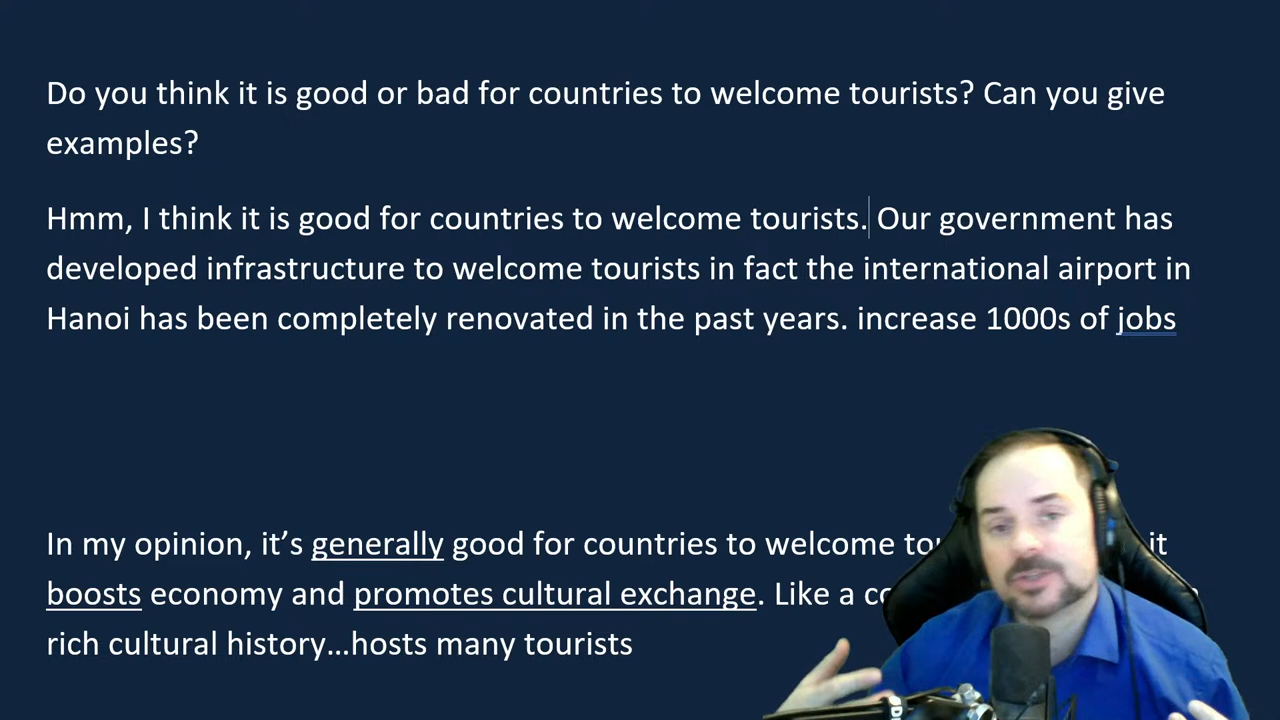 Do you think it is good or bad for countries to welcome tourists? Can you give
examples?
Hmm, I think it is good for countries to welcome tourists. Our government has
developed infrastructure to welcome tourists in fact the international airport in
Hanoi has been completely renovated in the past years. increase 1000s of jobs
In my opinion, it’s generally good for countries to welcome it
boosts economy and promotes cultural exchange. Like a
rich cultural history…hosts many tourists